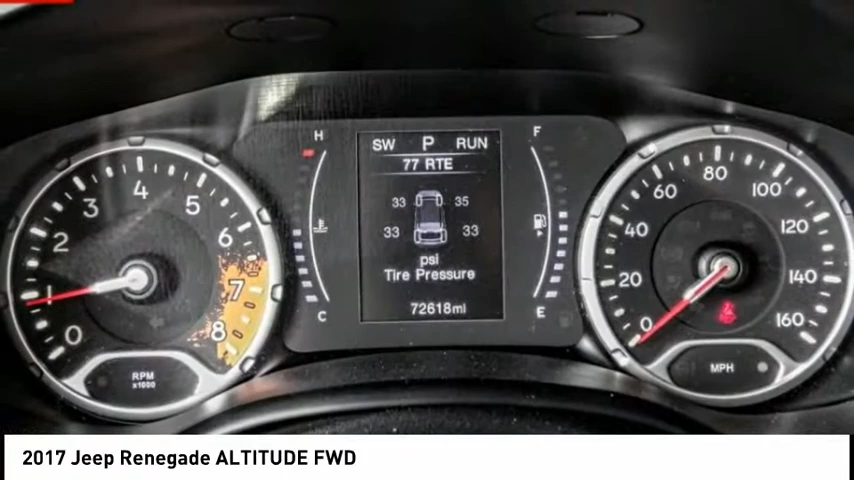 H F
SW P RUN
77 RTE
33 35
33 33
psi
Tire Pressure
72618mi
C E
0 1 2 3 4 5 6 7 8
RPM
x1000
0 20 40 60 80 100 120 140 160
MPH
2017 Jeep Renegade ALTITUDE FWD